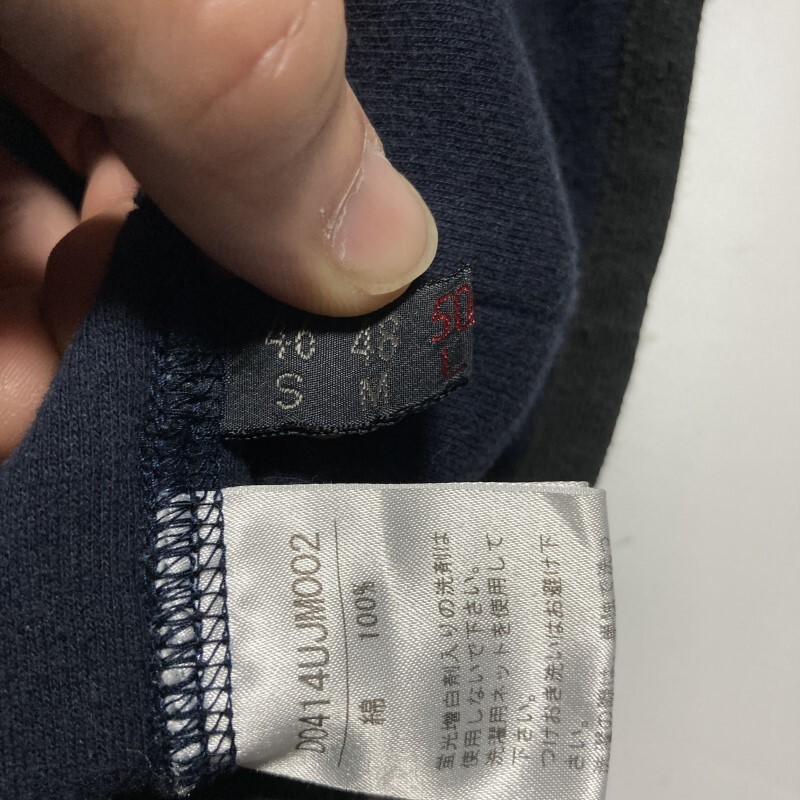 46 48 50
S M L
D0414UJM002
綿 100%
蛍光増白剤入りの洗剤は
使用しないで下さい。
洗濯用ネットを使用して
下さい。
つけおき洗いはお避け下
さい。